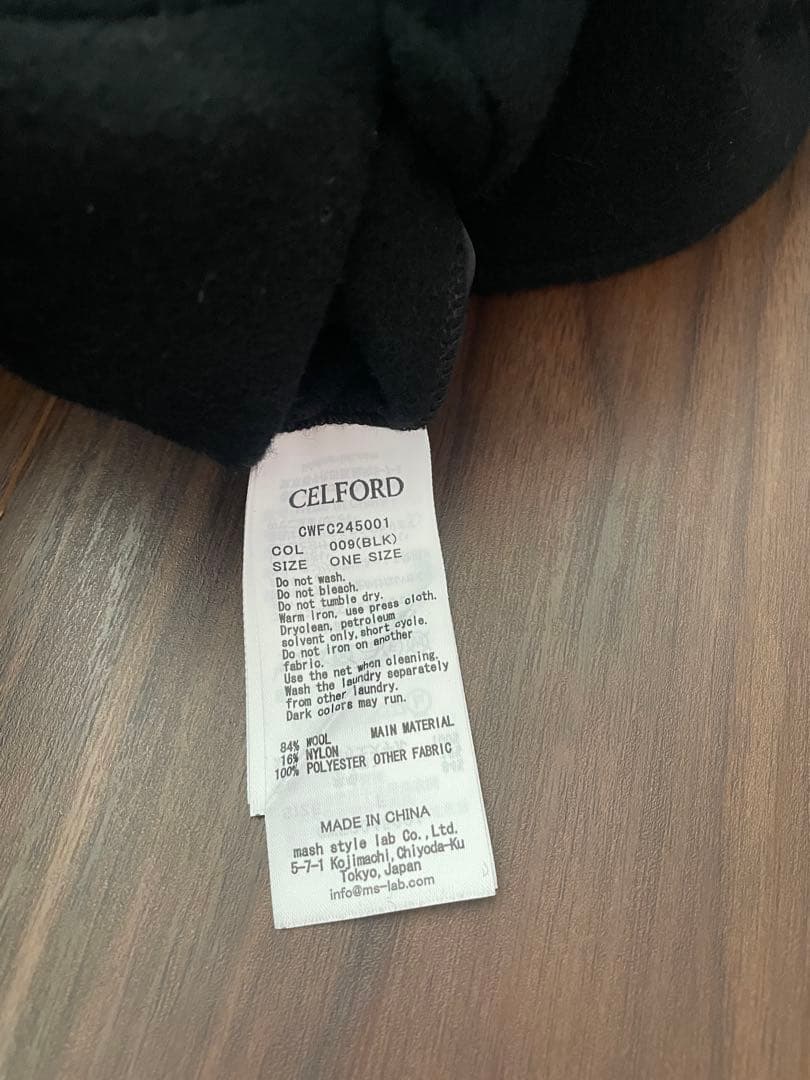 CELFORD
CWFC245001
COL 009(BLK)
SIZE ONE SIZE
Do not wash.
Do not bleach.
Do not tumble dry.
Warm iron, use press cloth.
Dryclean, petroleum
solvent only, short cycle.
Do not iron on another
fabric.
Use the net when cleaning.
Wash the laundry separately
from other laundry.
Dark colors may run.
84% WOOL MAIN MATERIAL
16% NYLON
100% POLYESTER OTHER FABRIC
MADE IN CHINA
mash style lab Co.,Ltd.
5-7-1 Kojimachi,Chiyoda-Ku
Tokyo,Japan
info@ms-lab.com